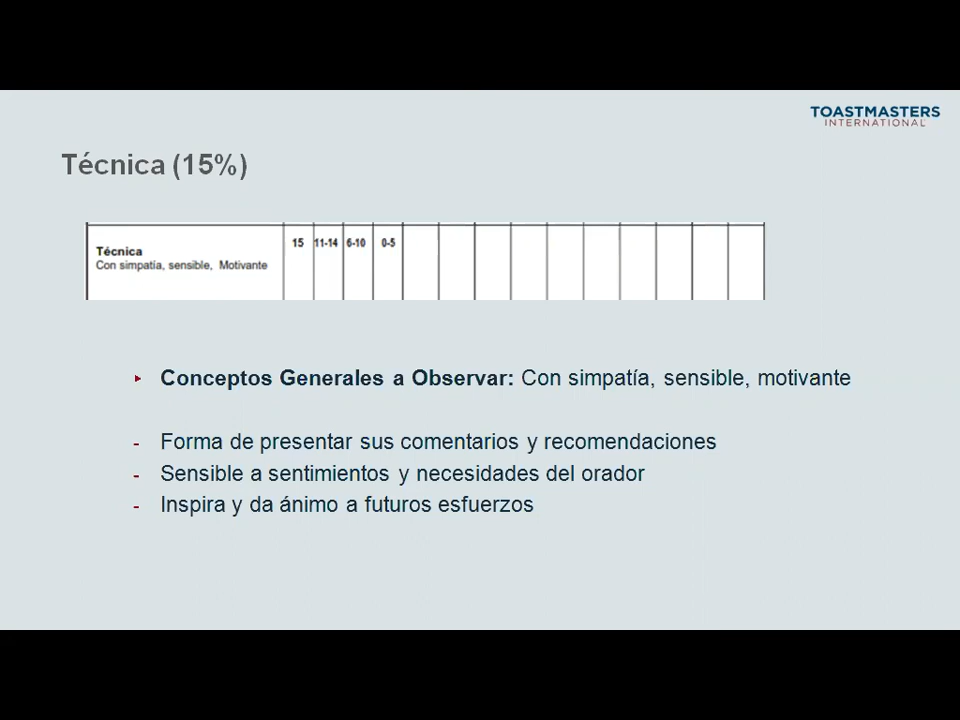 TOASTMASTERS
INTERNATIONAL
Técnica (15%)
Técnica
Con simpatía, sensible, Motivante
15 11-14 6-10 0-5
Conceptos Generales a Observar: Con simpatía, sensible, motivante
- Forma de presentar sus comentarios y recomendaciones
- Sensible a sentimientos y necesidades del orador
- Inspira y da ánimo a futuros esfuerzos